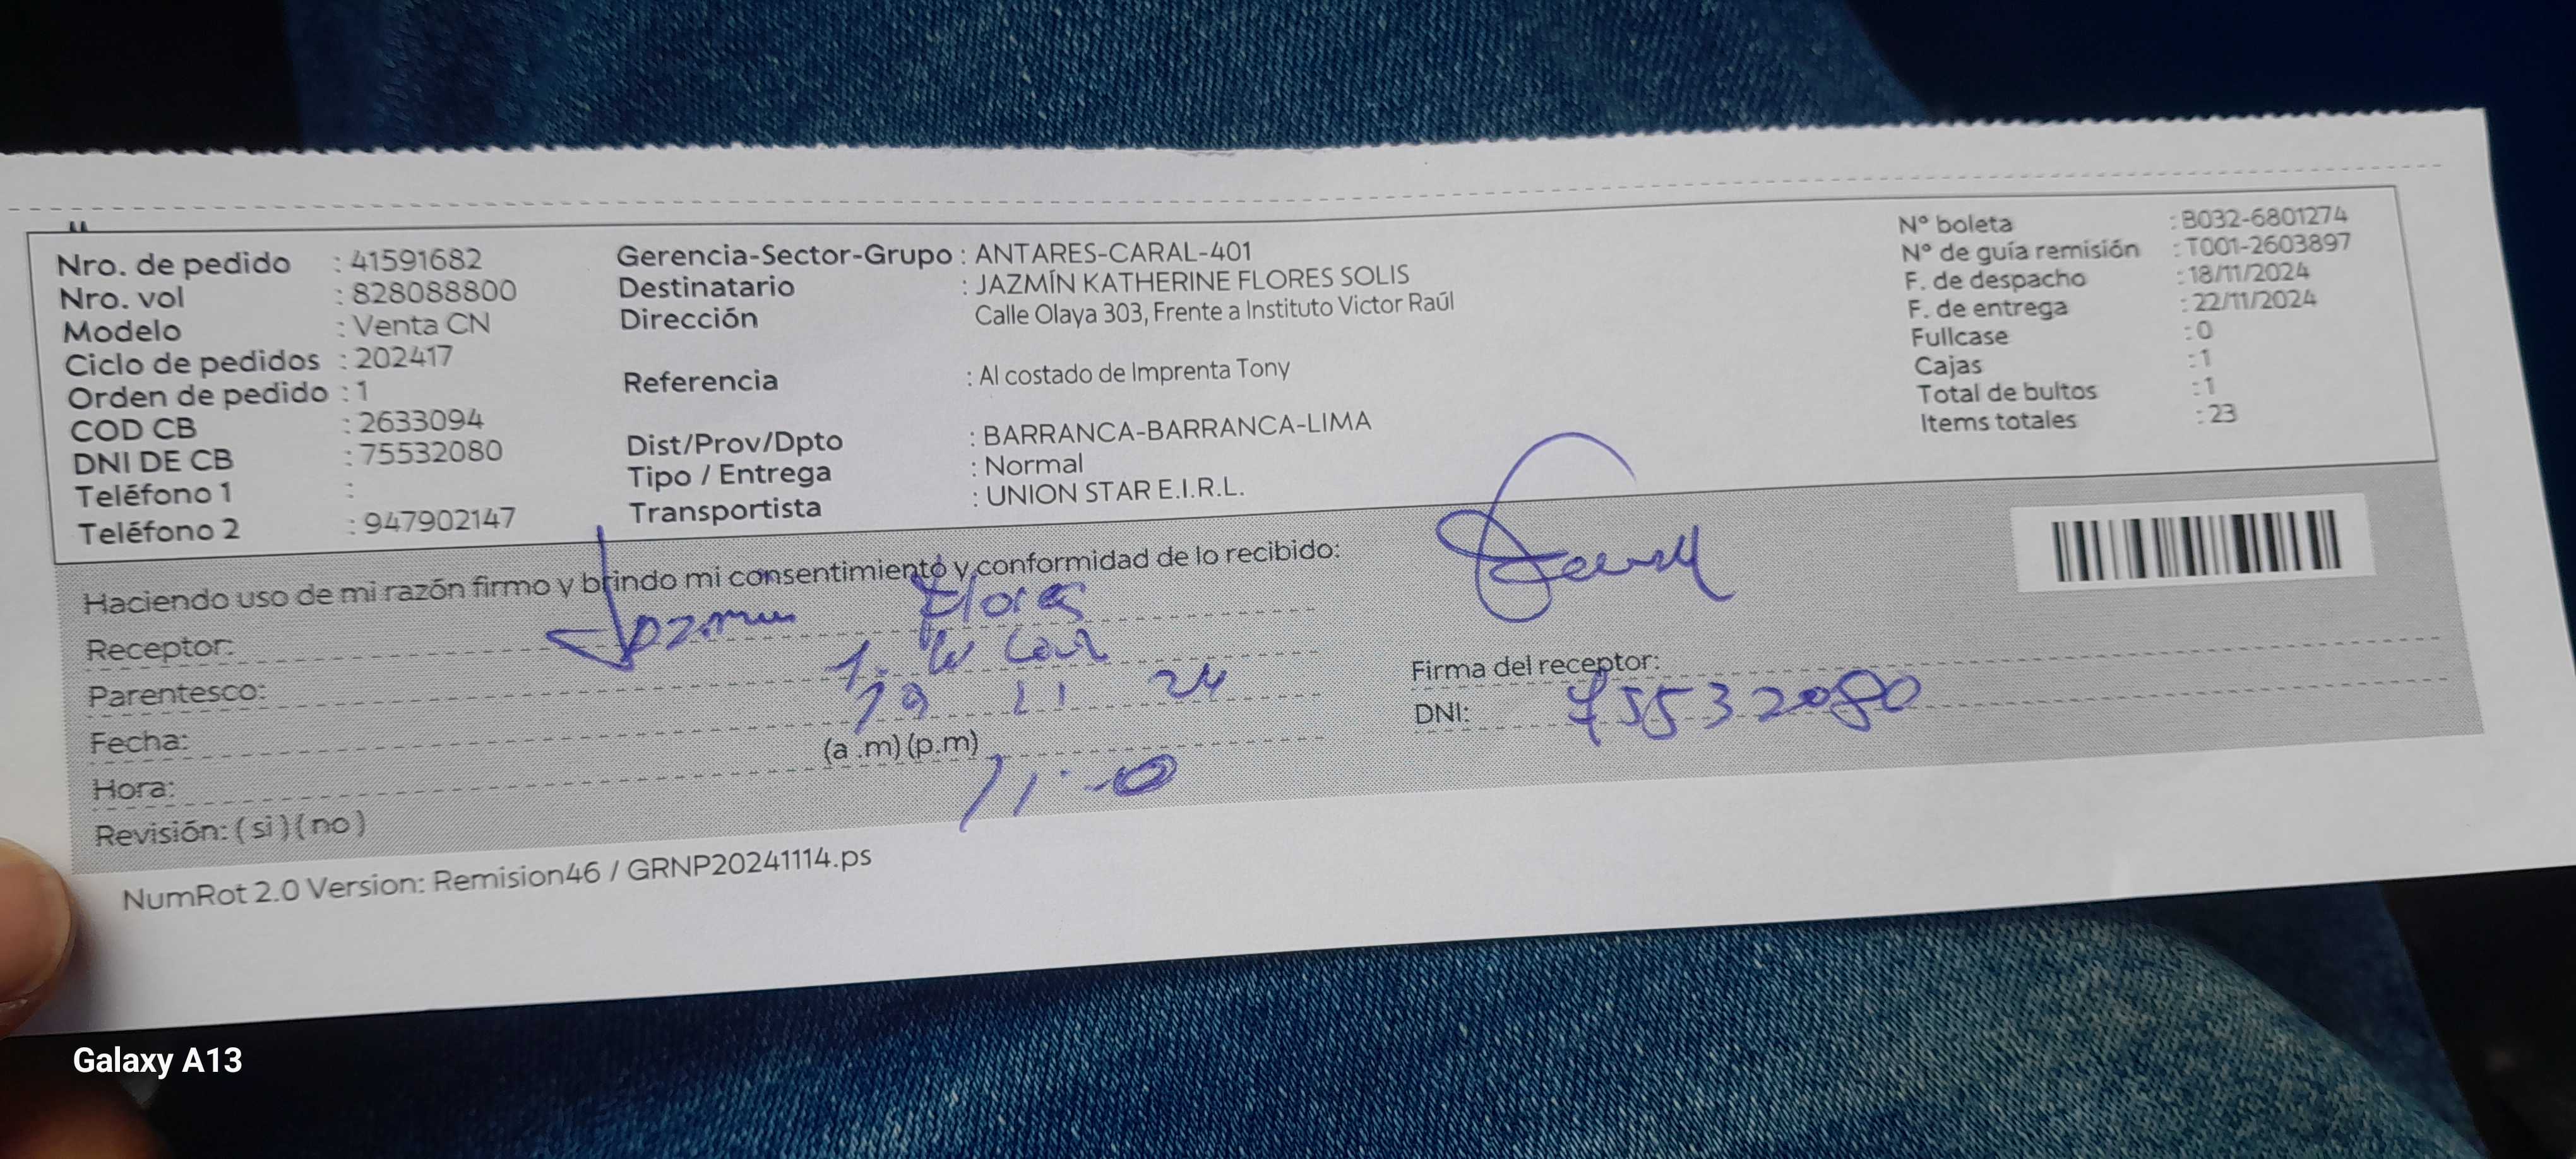 Nro. de pedido : 41591682
Nro. vol : 828088800
Modelo : Venta CN
Ciclo de pedidos : 202417
Orden de pedido : 1
COD CB : 2633094
DNI DE CB : 75532080
Teléfono 1 :
Teléfono 2 : 947902147
Gerencia-Sector-Grupo : ANTARES-CARAL-401
Destinatario : JAZMÍN KATHERINE FLORES SOLIS
Dirección Calle Olaya 303, Frente a Instituto Victor Raúl
Referencia : Al costado de Imprenta Tony
Dist/Prov/Dpto : BARRANCA-BARRANCA-LIMA
Tipo / Entrega : Normal
Transportista : UNION STAR E.I.R.L.
N° boleta : B032-6801274
N° de guía remisión : T001-2603897
F. de despacho : 18/11/2024
F. de entrega : 22/11/2024
Fullcase : 0
Cajas : 1
Total de bultos : 1
Items totales : 23
Haciendo uso de mi razón firmo y brindo mi consentimiento y conformidad de lo recibido:
Receptor: Jazmin Flores
Parentesco:
Fecha: 19 11 24
Hora: (a .m) (p.m)
Revisión: ( si ) ( no )
Firma del receptor:
DNI: 75532080
NumRot 2.0 Version: Remision46 / GRNP20241114.ps
Galaxy A13